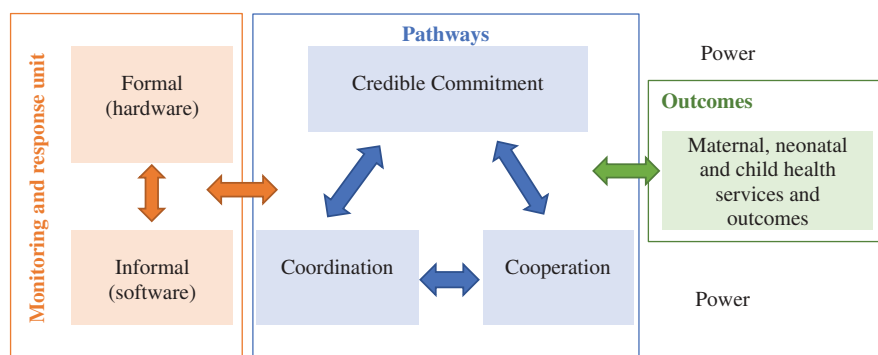 Monitoring and response unit
Formal
(hardware)
Informal
(software)
Pathways
Credible Commitment
Coordination
Cooperation
Power
Outcomes
Maternal, neonatal
and child health
services and
outcomes
Power